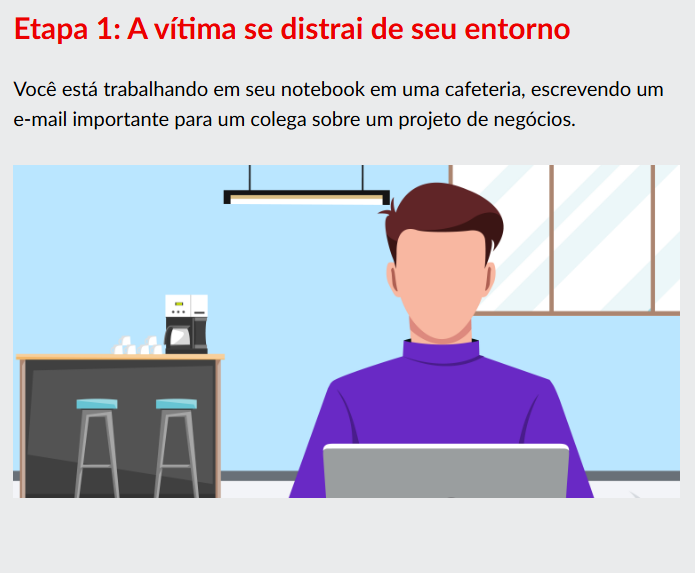 Etapa 1: A vítima se distrai de seu entorno
Você está trabalhando em seu notebook em uma cafeteria, escrevendo um
e-mail importante para um colega sobre um projeto de negócios.